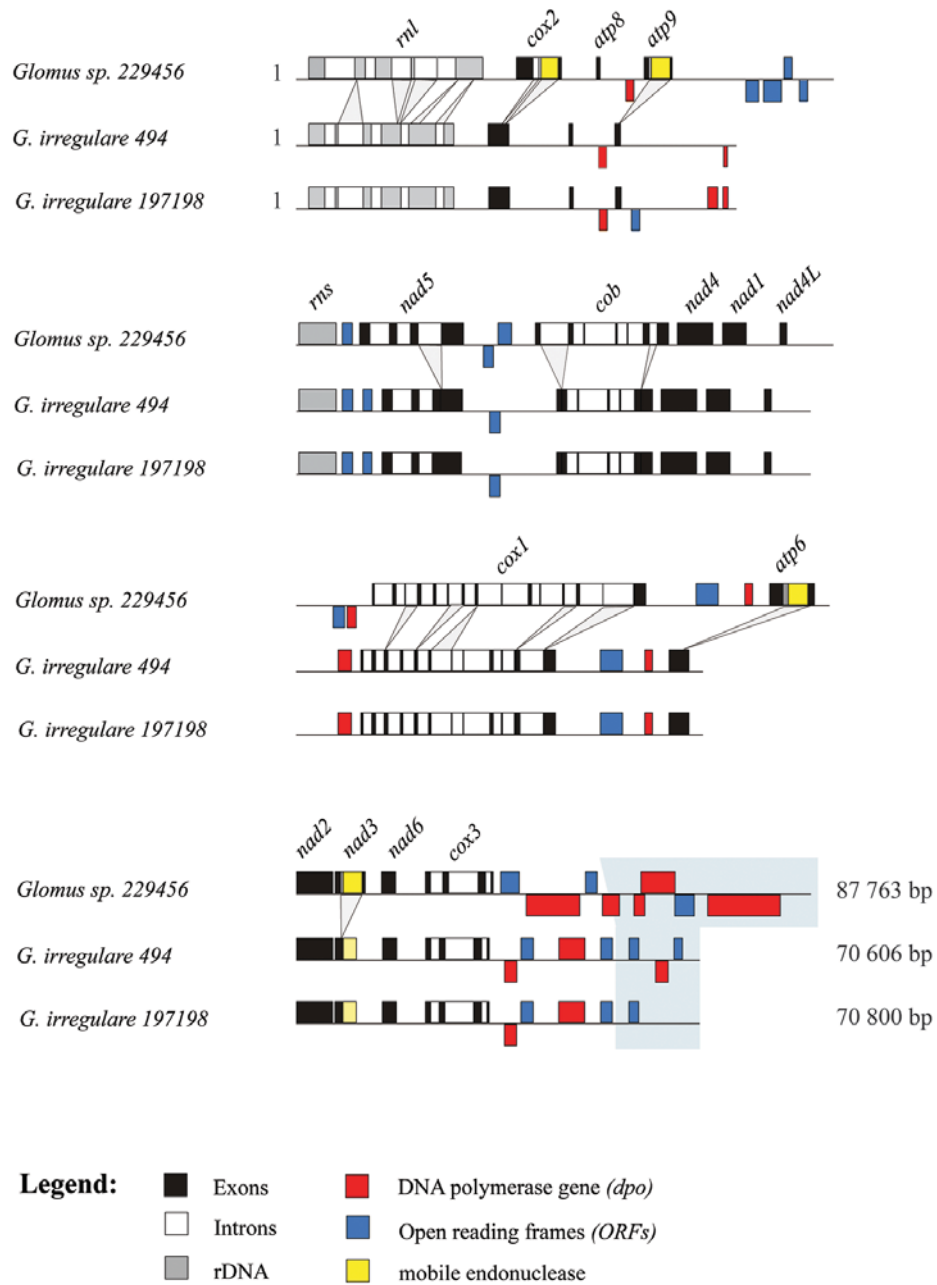 rnl cox2 atp8 atp9
Glomus sp. 229456 1
G. irregulare 494 1
G. irregulare 197198 1
rns nad5 cob nad4 nad1 nad4L
Glomus sp. 229456
G. irregulare 494
G. irregulare 197198
cox1 atp6
Glomus sp. 229456
G. irregulare 494
G. irregulare 197198
nad2 nad3 nad6 cox3
Glomus sp. 229456 87 763 bp
G. irregulare 494 70 606 bp
G. irregulare 197198 70 800 bp
Legend: Exons DNA polymerase gene (dpo)
Introns Open reading frames (ORFs)
rDNA mobile endonuclease